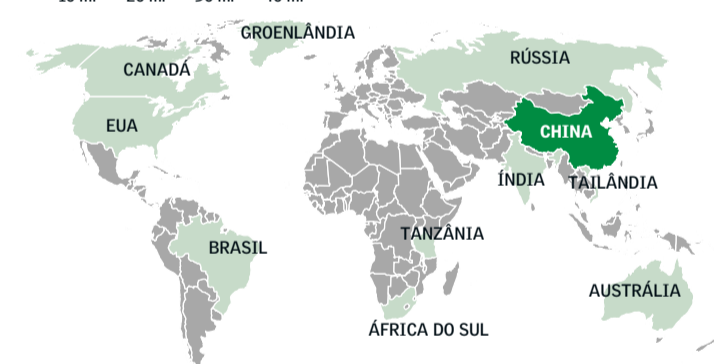 GROENLÂNDIA
CANADÁ
RÚSSIA
EUA
CHINA
ÍNDIA
TAILÂNDIA
TANZÂNIA
BRASIL
AUSTRÁLIA
ÁFRICA DO SUL